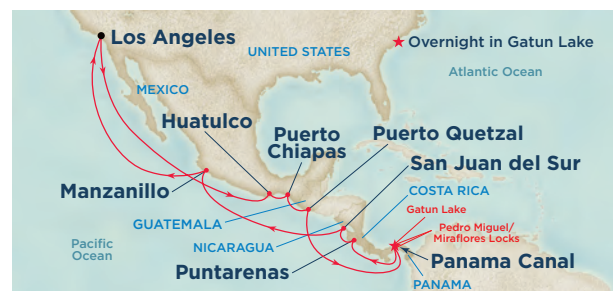 Los Angeles
Overnight in Gatun Lake
UNITED STATES
Atlantic Ocean
MEXICO
Huatulco
Puerto
Chiapas
Puerto Quetzal
San Juan del Sur
Manzanillo
COSTA RICA
Gatun Lake
GUATEMALA
Pedro Miguel/
Miraflores Locks
Pacific
Ocean
NICARAGUA
Puntarenas
Panama Canal
PANAMA